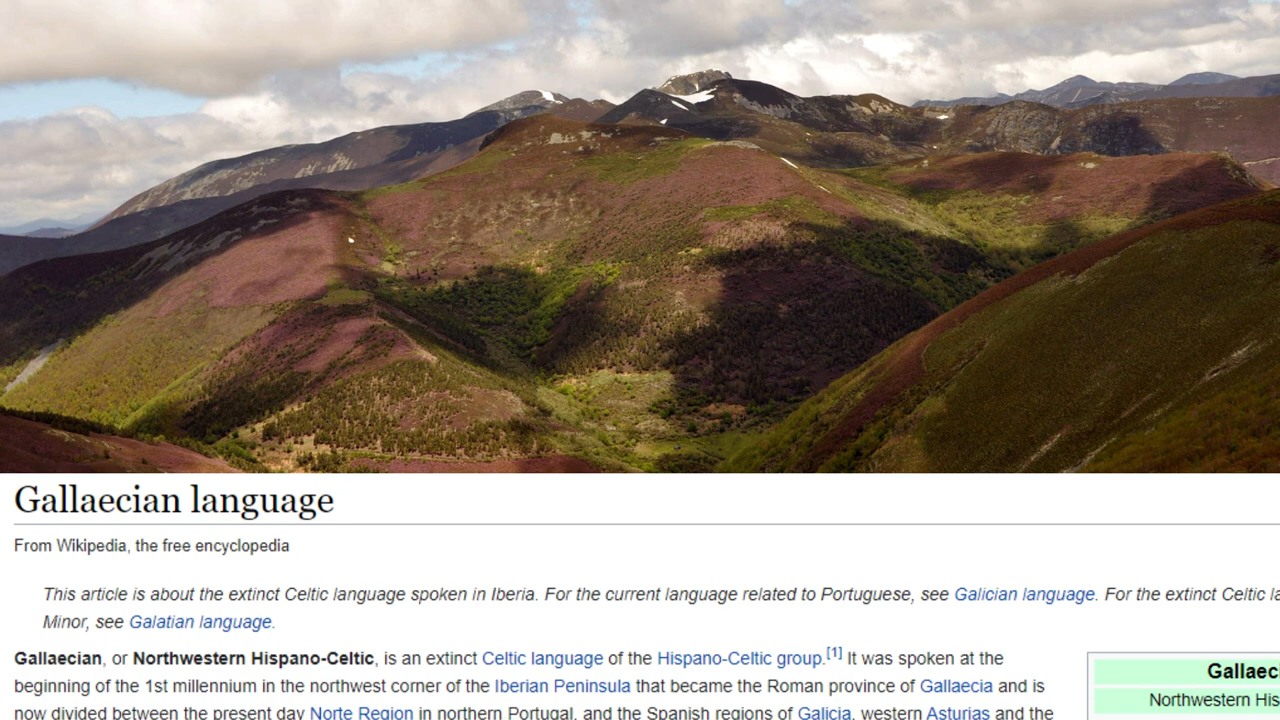 Gallaecian language
From Wikipedia, the free encyclopedia
This article is about the extinct Celtic language spoken in Iberia. For the current language related to Portuguese, see Galician language. For the extinct Celtic
Minor, see Galatian language.
Gallaecian, or Northwestern Hispano-Celtic, is an extinct Celtic language of the Hispano-Celtic group.[1] It was spoken at the
beginning of the 1st millennium in the northwest corner of the Iberian Peninsula that became the Roman province of Gallaecia and is
now divided between the present day Norte Region in northern Portugal, and the Spanish regions of Galicia, western Asturias and the
Gallaec
Northwestern His